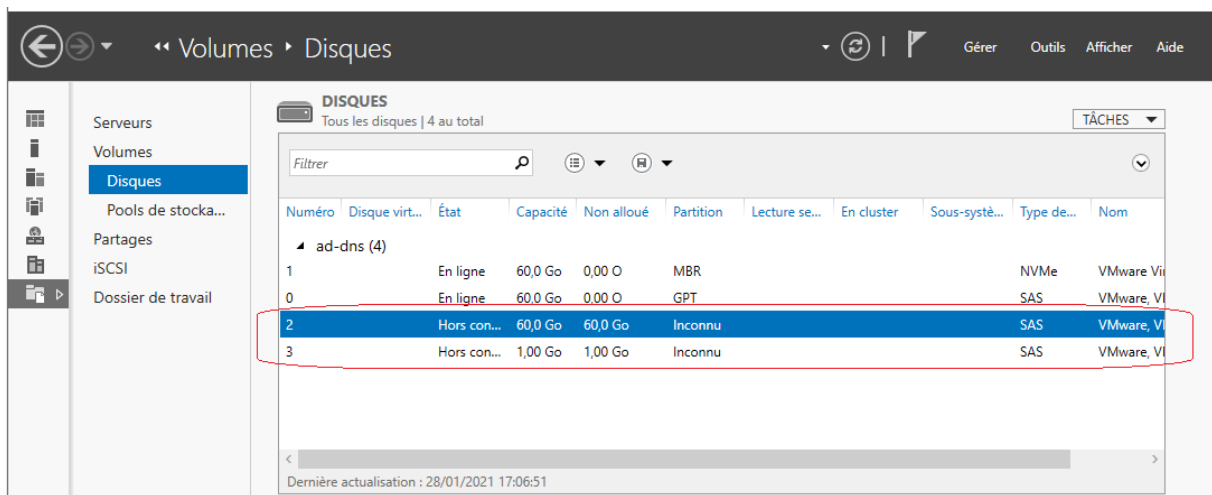 Volumes Disques Gérer Outils Afficher Aide
Serveurs
Volumes
Disques
Pools de stocka...
Partages
iSCSI
Dossier de travail
DISQUES
Tous les disques | 4 au total
TÂCHES
Filtrer
Numéro Disque virt... État Capacité Non alloué Partition Lecture se... En cluster Sous-systè... Type de... Nom
ad-dns (4)
1 En ligne 60,0 Go 0,00 O MBR NVMe VMware Vi
0 En ligne 60,0 Go 0,00 O GPT SAS VMware, VI
2 Hors con... 60,0 Go 60,0 Go Inconnu SAS VMware, VI
3 Hors con... 1,00 Go 1,00 Go Inconnu SAS VMware, VI
Dernière actualisation : 28/01/2021 17:06:51